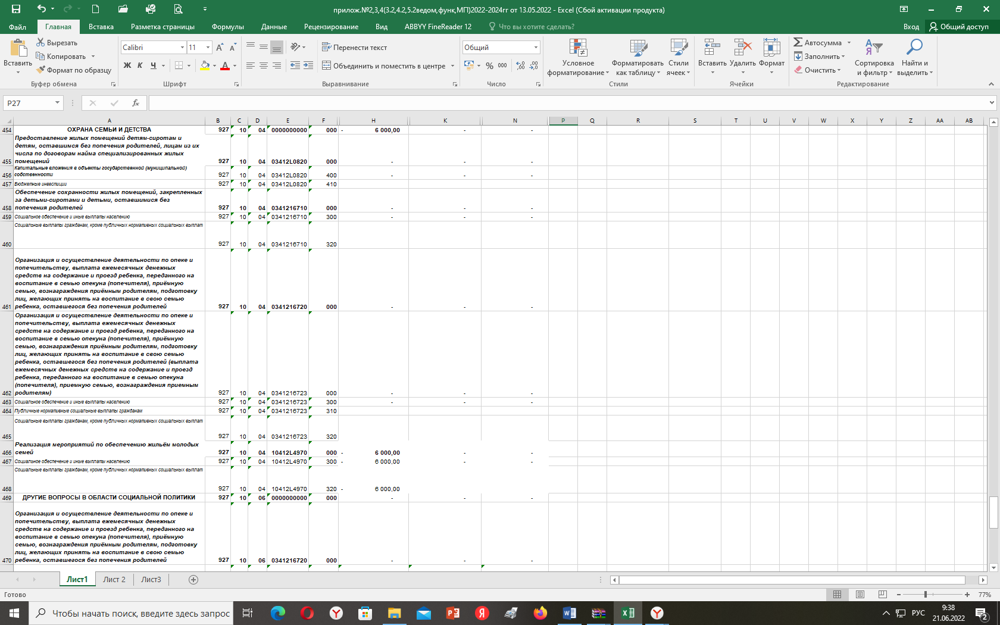 прилож.№2,3,4(3.2,4.2,5.2ведом,функ,МП)2022-2024гг от 13.05.2022 - Excel (Сбой активации продукта)
Файл Главная Вставка Разметка страницы Формулы Данные Рецензирование Вид ABBYY FineReader 12 Что вы хотите сделать? Вход Общий доступ
Вставить
Вырезать
Копировать
Формат по образцу
Буфер обмена
Calibri 11
Ж К Ч
Шрифт
Перенести текст
Объединить и поместить в центре
Выравнивание
Общий
% 000
Число
Условное форматирование
Форматировать как таблицу
Стили ячеек
Стили
Вставить Удалить Формат
Ячейки
Автосумма
Заполнить
Очистить
Сортировка и фильтр
Найти и выделить
Редактирование
P27 fx
A B C D E F H K N P Q R S T U V W X Y Z AA AB
454 ОХРАНА СЕМЬИ И ДЕТСТВА 927 10 04 0000000000 000 - 6 000,00 - -
Предоставление жилых помещений детям-сиротам и
детям, оставшимся без попечения родителей, лицам из их
числа по договорам найма специализированных жилых
455 помещений 927 10 04 03412L0820 000 - - -
Капитальные вложения в объекты государственной (муниципальной)
456 собственности 927 10 04 03412L0820 400 - - -
457 Бюджетные инвестиции 927 10 04 03412L0820 410
Обеспечение сохранности жилых помещений, закрепленных
за детьми-сиротами и детьми, оставшимися без
458 попечения родителей 927 10 04 0341216710 000 - - -
459 Социальное обеспечение и иные выплаты населению 927 10 04 0341216710 300 - - -
Социальные выплаты гражданам, кроме публичных нормативных социальных выплат
460 927 10 04 0341216710 320
Организация и осуществление деятельности по опеке и
попечительству, выплата ежемесячных денежных
средств на содержание и проезд ребенка, переданного на
воспитание в семью опекуна (попечителя), приёмную
семью, вознаграждения приёмным родителям, подготовку
лиц, желающих принять на воспитание в свою семью
461 ребенка, оставшегося без попечения родителей 927 10 04 0341216720 000 - - -
Организация и осуществление деятельности по опеке и
попечительству, выплата ежемесячных денежных
средств на содержание и проезд ребенка, переданного на
воспитание в семью опекуна (попечителя), приёмную
семью, вознаграждения приёмным родителям, подготовку
лиц, желающих принять на воспитание в свою семью
ребенка, оставшегося без попечения родителей (выплата
ежемесячных денежных средств на содержание и проезд
ребенка, переданного на воспитание в семью опекуна
(попечителя), приемную семью, вознаграждения приемным
462 родителям) 927 10 04 0341216723 000 - - -
463 Социальное обеспечение и иные выплаты населению 927 10 04 0341216723 300 - - -
464 Публичные нормативные социальные выплаты гражданам 927 10 04 0341216723 310
Социальные выплаты гражданам, кроме публичных нормативных социальных выплат
465 927 10 04 0341216723 320
Реализация мероприятий по обеспечению жильём молодых
466 семей 927 10 04 10412L4970 000 - 6 000,00 - -
467 Социальное обеспечение и иные выплаты населению 927 10 04 10412L4970 300 - 6 000,00 - -
Социальные выплаты гражданам, кроме публичных нормативных социальных выплат
468 927 10 04 10412L4970 320 - 6 000,00
469 ДРУГИЕ ВОПРОСЫ В ОБЛАСТИ СОЦИАЛЬНОЙ ПОЛИТИКИ 927 10 06 0000000000 000 - - -
Организация и осуществление деятельности по опеке и
попечительству, выплата ежемесячных денежных
средств на содержание и проезд ребенка, переданного на
воспитание в семью опекуна (попечителя), приёмную
семью, вознаграждения приёмным родителям, подготовку
лиц, желающих принять на воспитание в свою семью
470 ребенка, оставшегося без попечения родителей 927 10 06 0341216720 000 - - -
Лист1 Лист 2 Лист3
Готово 77%
Чтобы начать поиск, введите здесь запрос
РУС 9:38
21.06.2022 2